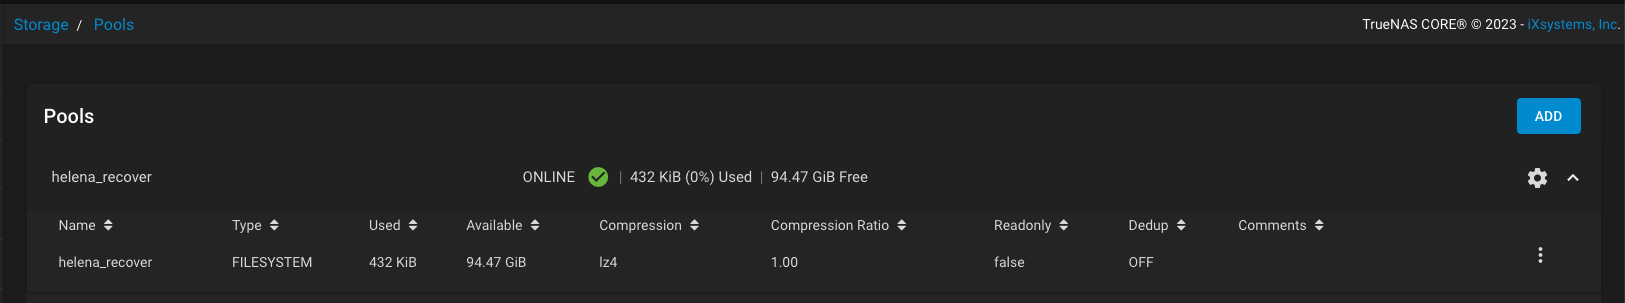 Storage / Pools TrueNAS CORE® © 2023 - iXsystems, Inc.
Pools ADD
helena_recover ONLINE | 432 KiB (0%) Used | 94.47 GiB Free
Name Type Used Available Compression Compression Ratio Readonly Dedup Comments
helena_recover FILESYSTEM 432 KiB 94.47 GiB lz4 1.00 false OFF